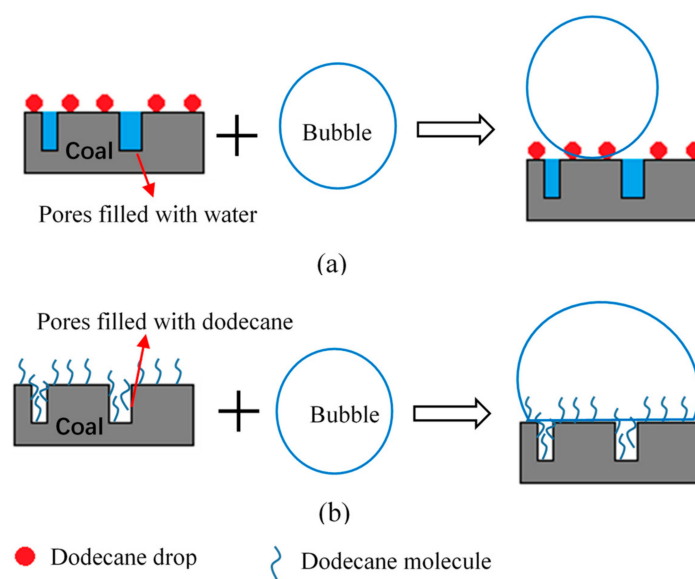 Coal
Bubble
Pores filled with water
(a)
Pores filled with dodecane
Coal
Bubble
(b)
Dodecane drop
Dodecane molecule